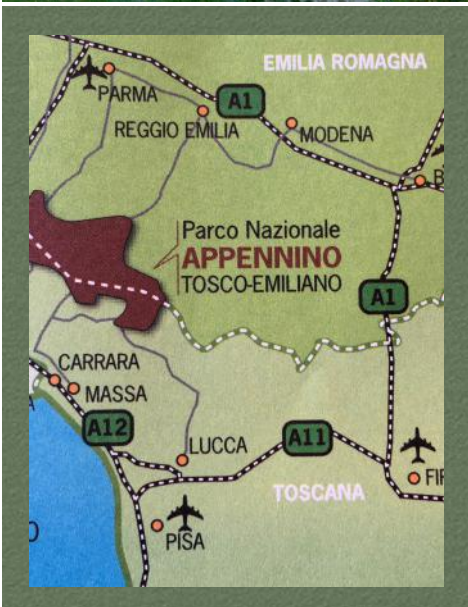 EMILIA ROMAGNA
PARMA
A1
REGGIO EMILIA
MODENA
B
Parco Nazionale
APPENNINO
TOSCO-EMILIANO
A1
CARRARA
MASSA
A12
LUCCA
A11
FIR
TOSCANA
PISA